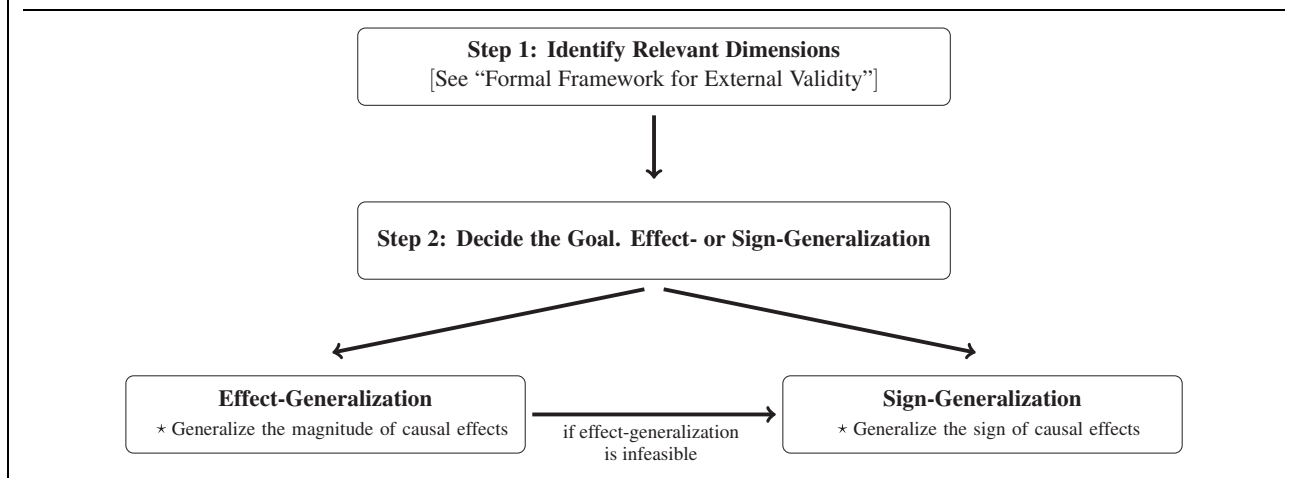 Step 1: Identify Relevant Dimensions
[See “Formal Framework for External Validity”]
Step 2: Decide the Goal. Effect- or Sign-Generalization
Effect-Generalization
⋆ Generalize the magnitude of causal effects
if effect-generalization
is infeasible
Sign-Generalization
⋆ Generalize the sign of causal effects